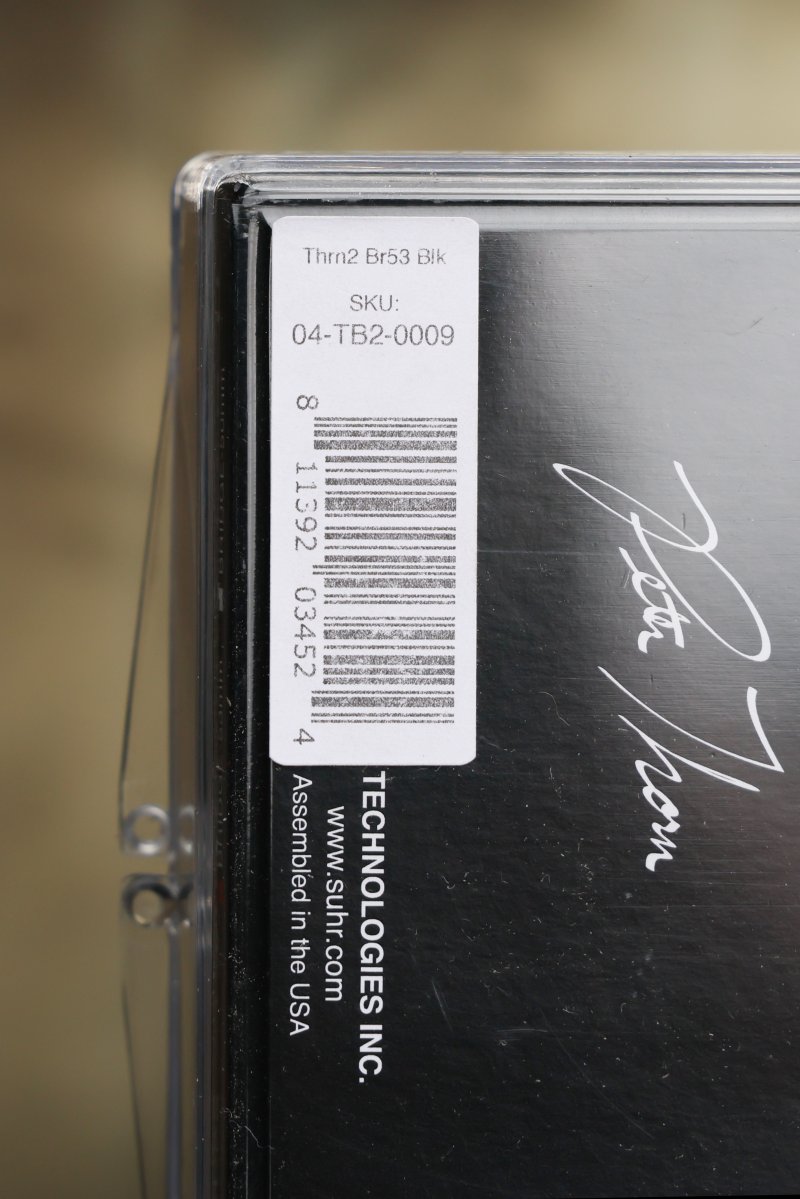 Thrn2 Br53 Blk
SKU:
04-TB2-0009
8 11392 03452 4
Peter Thorn
TECHNOLOGIES INC.
www.suhr.com
Assembled in the USA